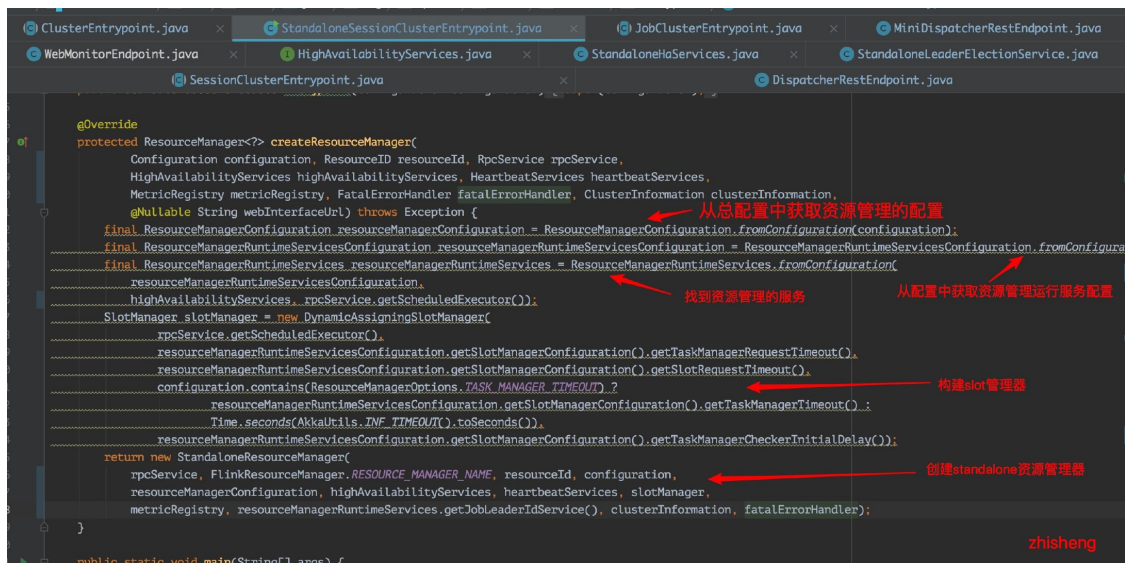 ClusterEntrypoint.java StandaloneSessionClusterEntrypoint.java JobClusterEntrypoint.java MiniDispatcherRestEndpoint.java
WebMonitorEndpoint.java HighAvailabilityServices.java StandaloneHaServices.java StandaloneLeaderElectionService.java
SessionClusterEntrypoint.java DispatcherRestEndpoint.java
@Override
protected ResourceManager<?> createResourceManager(
Configuration configuration, ResourceID resourceId, RpcService rpcService,
HighAvailabilityServices highAvailabilityServices, HeartbeatServices heartbeatServices,
MetricRegistry metricRegistry, FatalErrorHandler fatalErrorHandler, ClusterInformation clusterInformation,
@Nullable String webInterfaceUrl) throws Exception {
从总配置中获取资源管理的配置
final ResourceManagerConfiguration resourceManagerConfiguration = ResourceManagerConfiguration.fromConfiguration(configuration);
final ResourceManagerRuntimeServicesConfiguration resourceManagerRuntimeServicesConfiguration = ResourceManagerRuntimeServicesConfiguration.fromConfigura
final ResourceManagerRuntimeServices resourceManagerRuntimeServices = ResourceManagerRuntimeServices.fromConfiguration(
resourceManagerRuntimeServicesConfiguration,
从配置中获取资源管理运行服务配置
找到资源管理的服务
highAvailabilityServices, rpcService.getScheduledExecutor());
SlotManager slotManager = new DynamicAssigningSlotManager(
rpcService.getScheduledExecutor(),
resourceManagerRuntimeServicesConfiguration.getSlotManagerConfiguration().getTaskManagerRequestTimeout(),
resourceManagerRuntimeServicesConfiguration.getSlotManagerConfiguration().getSlotRequestTimeout(),
configuration.contains(ResourceManagerOptions.TASK_MANAGER_TIMEOUT) ?
构建slot管理器
resourceManagerRuntimeServicesConfiguration.getSlotManagerConfiguration().getTaskManagerTimeout() :
Time.seconds(AkkaUtils.INF_TIMEOUT().toSeconds()),
resourceManagerRuntimeServicesConfiguration.getSlotManagerConfiguration().getTaskManagerCheckerInitialDelay());
return new StandaloneResourceManager(
创建standalone资源管理器
rpcService, FlinkResourceManager.RESOURCE_MANAGER_NAME, resourceId, configuration,
resourceManagerConfiguration, highAvailabilityServices, heartbeatServices, slotManager,
metricRegistry, resourceManagerRuntimeServices.getJobLeaderIdService(), clusterInformation, fatalErrorHandler);
}
zhisheng
public static void main(String[] args) {